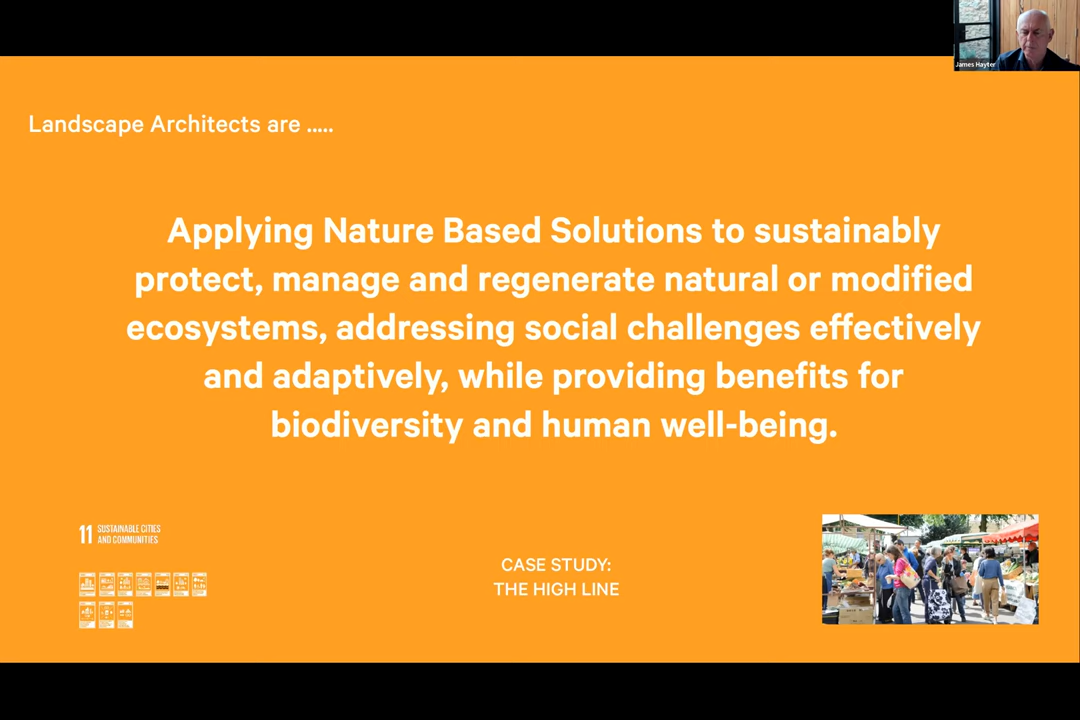 James Hayter
Landscape Architects are .....
Applying Nature Based Solutions to sustainably
protect, manage and regenerate natural or modified
ecosystems, addressing social challenges effectively
and adaptively, while providing benefits for
biodiversity and human well-being.
11 SUSTAINABLE CITIES
AND COMMUNITIES
CASE STUDY:
THE HIGH LINE